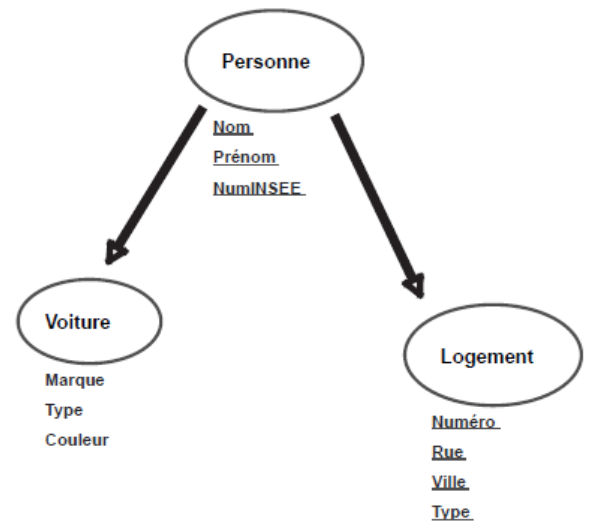 Personne
Nom
Prénom
NumINSEE
Voiture
Marque
Type
Couleur
Logement
Numéro
Rue
Ville
Type